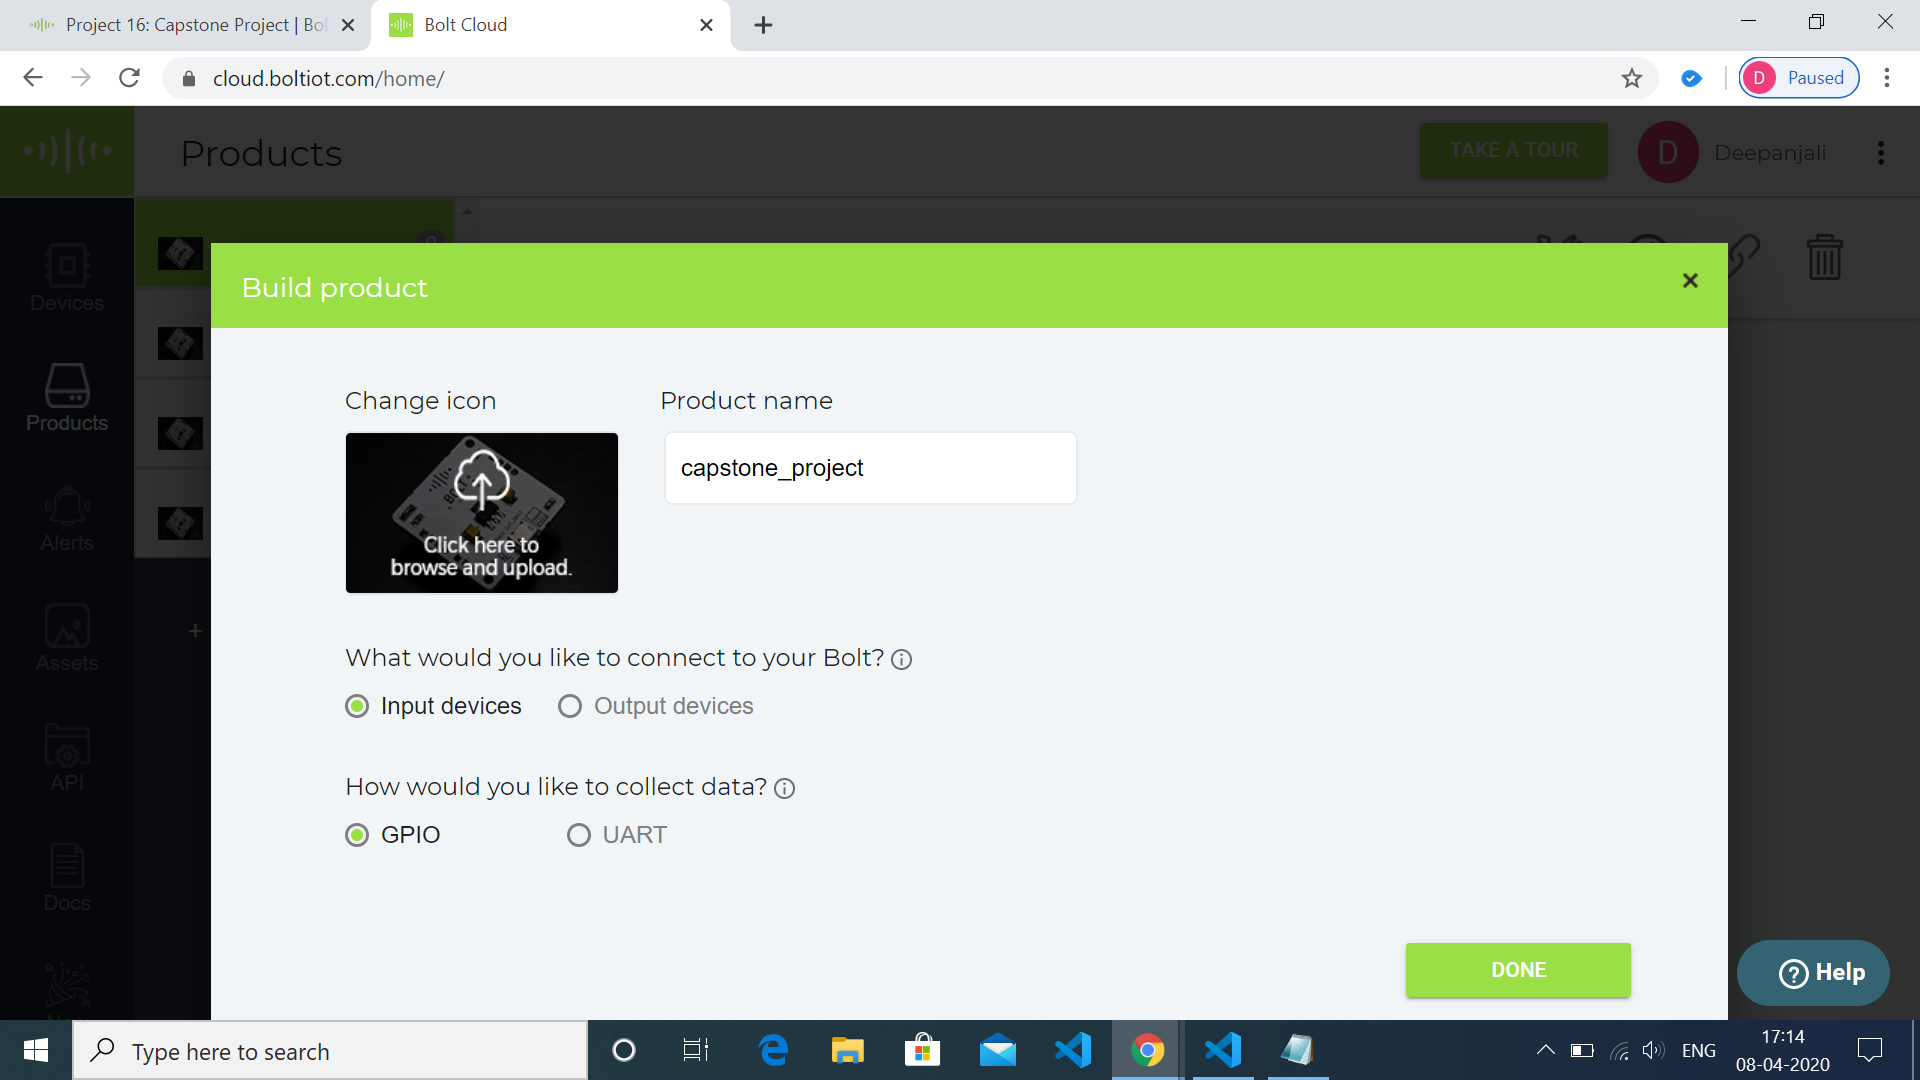 Project 16: Capstone Project | Bol
Bolt Cloud
cloud.boltiot.com/home/
D Paused
Products
TAKE A TOUR
D Deepanjali
Devices
Products
Alerts
Assets
API
Docs
Build product
Change icon
Product name
Click here to
browse and upload.
capstone_project
What would you like to connect to your Bolt?
Input devices
Output devices
How would you like to collect data?
GPIO
UART
DONE
Help
Type here to search
ENG
17:14
08-04-2020